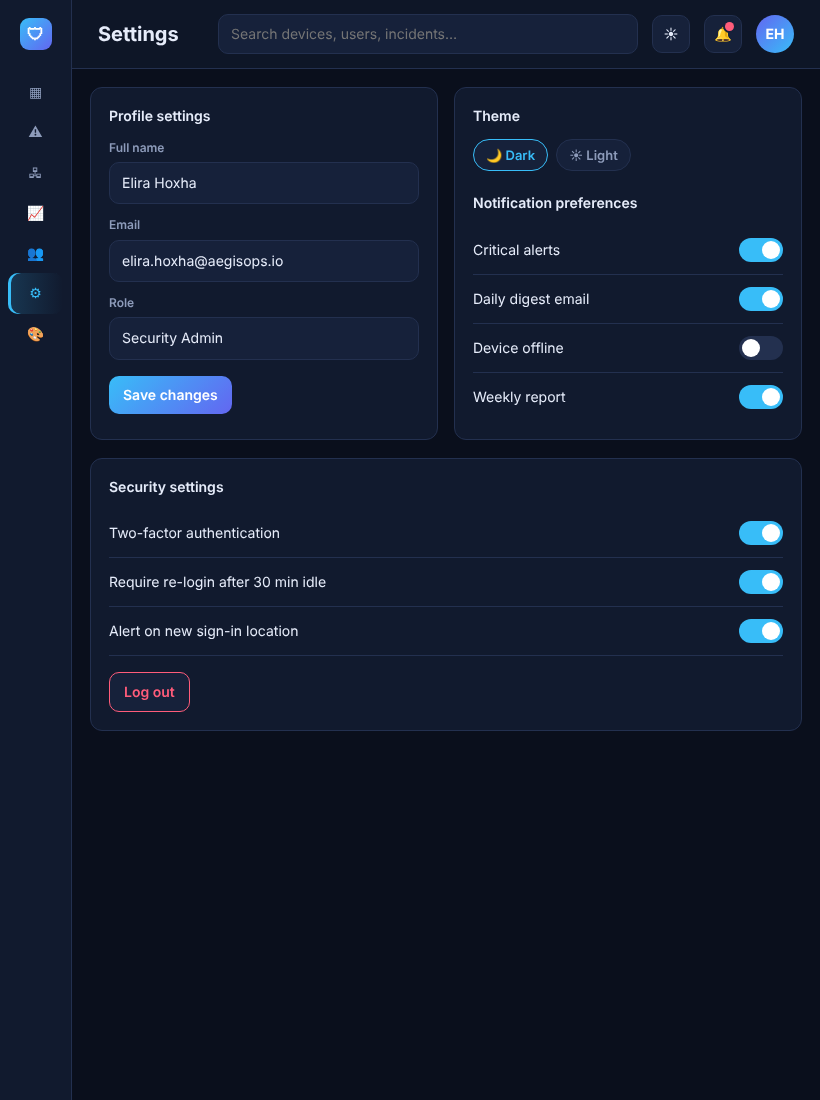 Settings
Search devices, users, incidents...
EH
Profile settings
Full name
Elira Hoxha
Email
elira.hoxha@aegisops.io
Role
Security Admin
Save changes
Theme
🌙 Dark
☀ Light
Notification preferences
Critical alerts
Daily digest email
Device offline
Weekly report
Security settings
Two-factor authentication
Require re-login after 30 min idle
Alert on new sign-in location
Log out